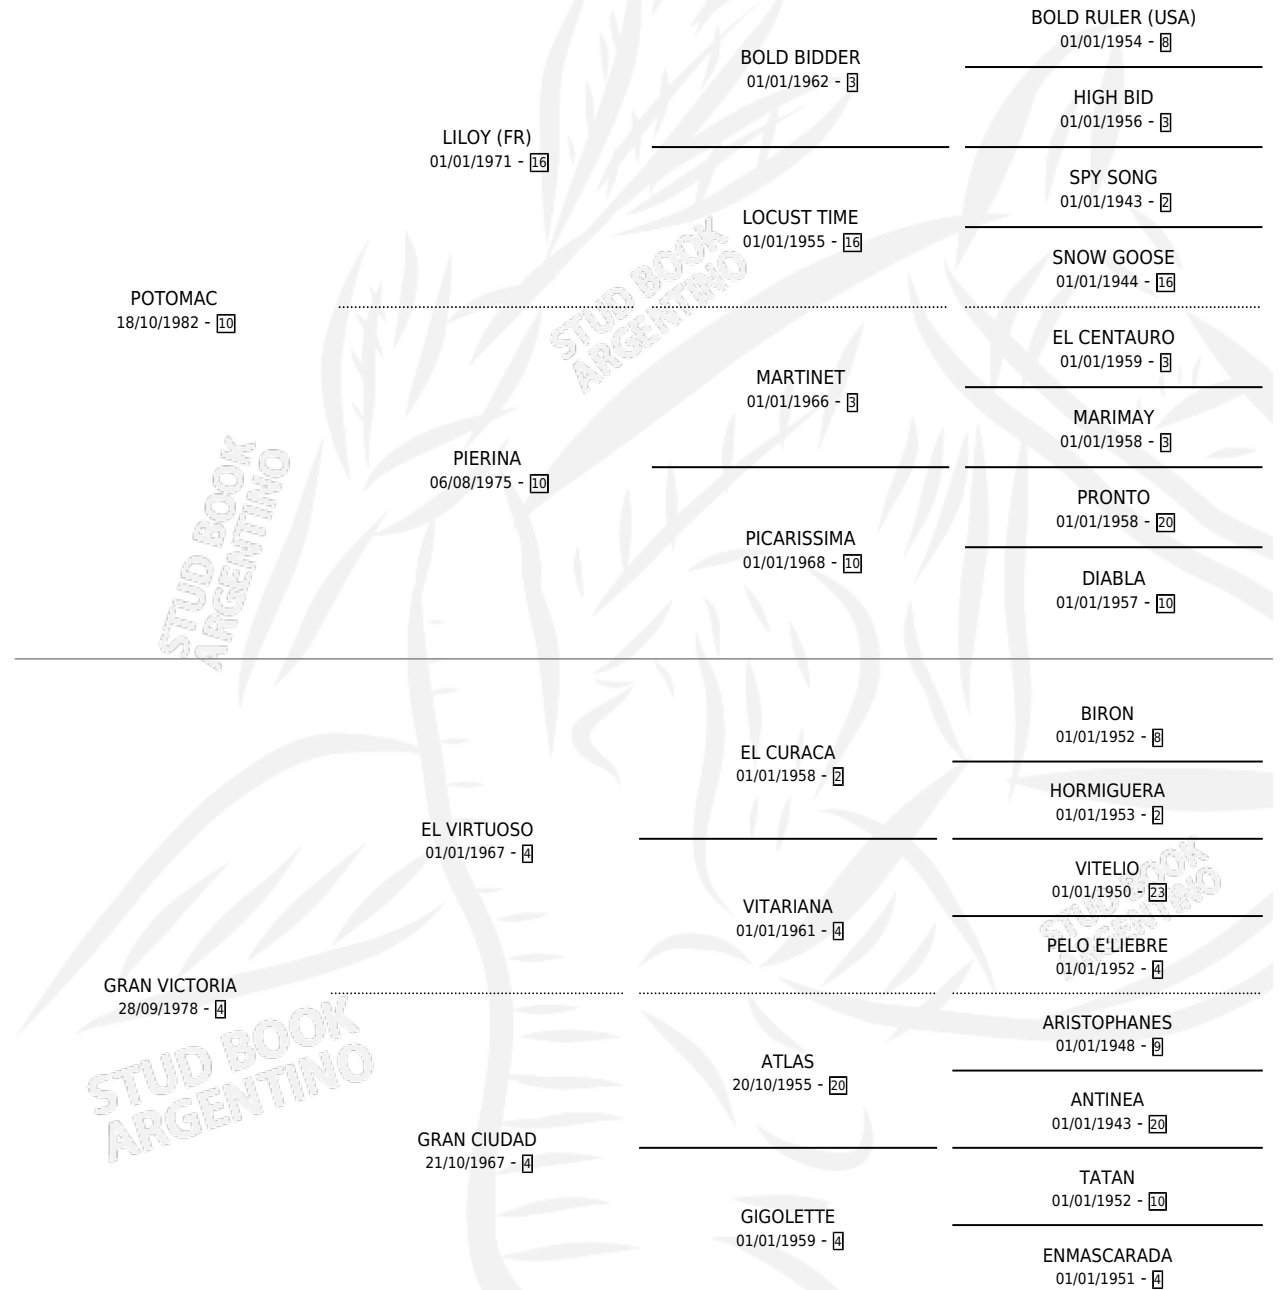 BOLD RULER (USA)
01/01/1954 - 8
BOLD BIDDER
01/01/1962 - 3
HIGH BID
01/01/1956 - 3
LILOY (FR)
01/01/1971 - 16
SPY SONG
01/01/1943 - 2
LOCUST TIME
01/01/1955 - 16
SNOW GOOSE
01/01/1944 - 16
POTOMAC
18/10/1982 - 10
EL CENTAURO
01/01/1959 - 3
MARTINET
01/01/1966 - 3
MARIMAY
01/01/1958 - 3
PIERINA
06/08/1975 - 10
PRONTO
01/01/1958 - 20
PICARISSIMA
01/01/1968 - 10
DIABLA
01/01/1957 - 10
STUD BOOK
ARGENTINO
STUD BOOK
ARGENTINO
BIRON
01/01/1952 - 8
EL CURACA
01/01/1958 - 2
HORMIGUERA
01/01/1953 - 2
EL VIRTUOSO
01/01/1967 - 4
VITELIO
01/01/1950 - 23
VITARIANA
01/01/1961 - 4
PELO E'LIEBRE
01/01/1952 - 4
GRAN VICTORIA
28/09/1978 - 4
ARISTOPHANES
01/01/1948 - 9
ATLAS
20/10/1955 - 20
ANTINEA
01/01/1943 - 20
GRAN CIUDAD
21/10/1967 - 4
TATAN
01/01/1952 - 10
GIGOLETTE
01/01/1959 - 4
ENMASCARADA
01/01/1951 - 4
STUD BOOK
ARGENTINO
STUD BOOK
ARGENTINO